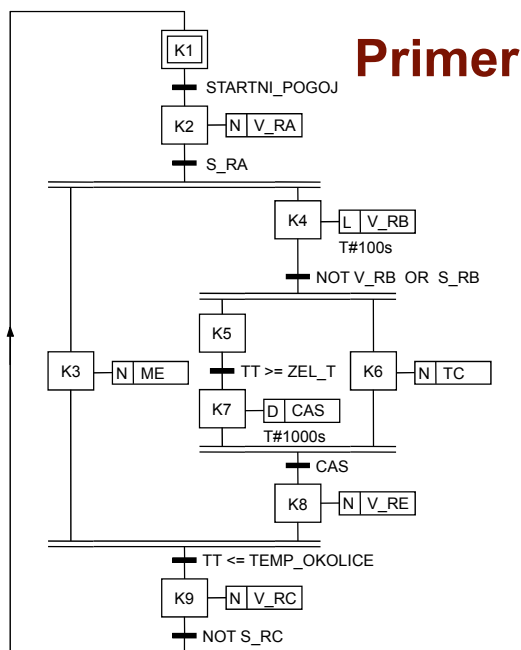 Primer
K1
STARTNI_POGOJ
K2
N V_RA
S_RA
K4
L V_RB
T#100s
NOT V_RB OR S_RB
K5
TT >= ZEL_T
K3
N ME
K6
N TC
K7
D CAS
T#1000s
CAS
K8
N V_RE
TT <= TEMP_OKOLICE
K9
N V_RC
NOT S_RC